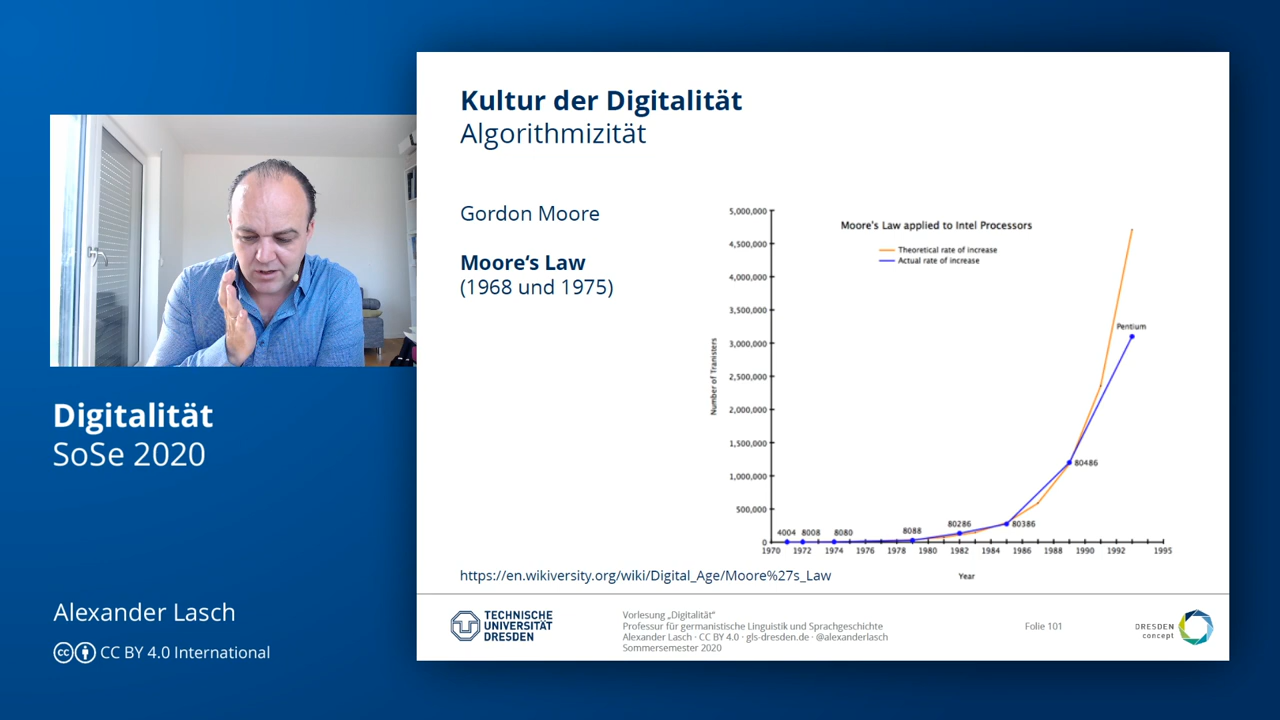 Kultur der Digitalität
Algorithmizität
Gordon Moore
Moore's Law
(1968 und 1975)
Moore's Law applied to Intel Processors
Theoretical rate of increase
Actual rate of increase
Number of Tranisters
5,000,000
4,500,000
4,000,000
3,500,000
3,000,000
2,500,000
2,000,000
1,500,000
1,000,000
500,000
0
Pentium
80486
80386
80286
8088
8080
8008
4004
1970 1972 1974 1976 1978 1980 1982 1984 1986 1988 1990 1992 1995
Year
https://en.wikiversity.org/wiki/Digital_Age/Moore%27s_Law
Digitalität
SoSe 2020
Alexander Lasch
CC BY 4.0 International
TECHNISCHE
UNIVERSITÄT
DRESDEN
Vorlesung „Digitalität“
Professur für germanistische Linguistik und Sprachgeschichte
Alexander Lasch · CC BY 4.0 · gls-dresden.de · @alexanderlasch
Sommersemester 2020
Folie 101
DRESDEN
concept